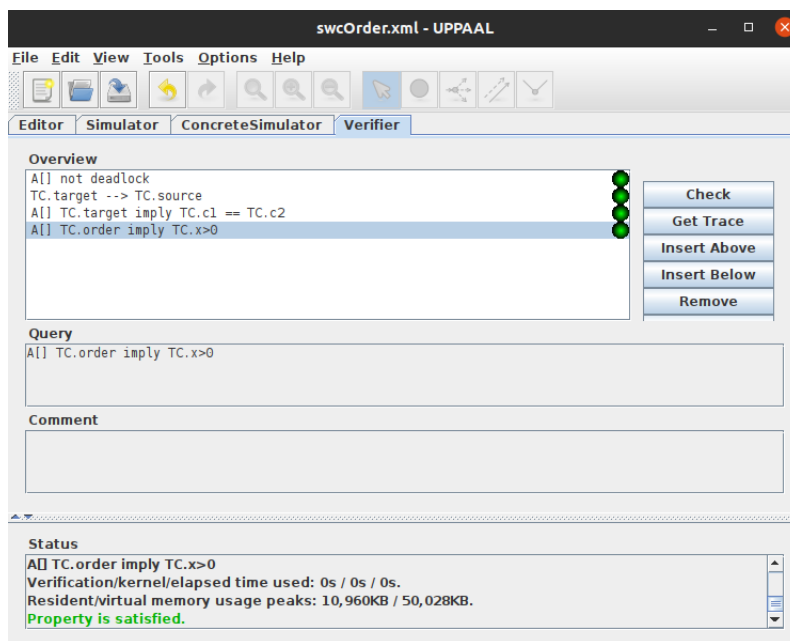 swcOrder.xml - UPPAAL
File Edit View Tools Options Help
Editor Simulator ConcreteSimulator Verifier
Overview
A[] not deadlock
TC.target --> TC.source
A[] TC.target imply TC.c1 == TC.c2
A[] TC.order imply TC.x>0
Check
Get Trace
Insert Above
Insert Below
Remove
Query
A[] TC.order imply TC.x>0
Comment
Status
A[] TC.order imply TC.x>0
Verification/kernel/elapsed time used: 0s / 0s / 0s.
Resident/virtual memory usage peaks: 10,960KB / 50,028KB.
Property is satisfied.